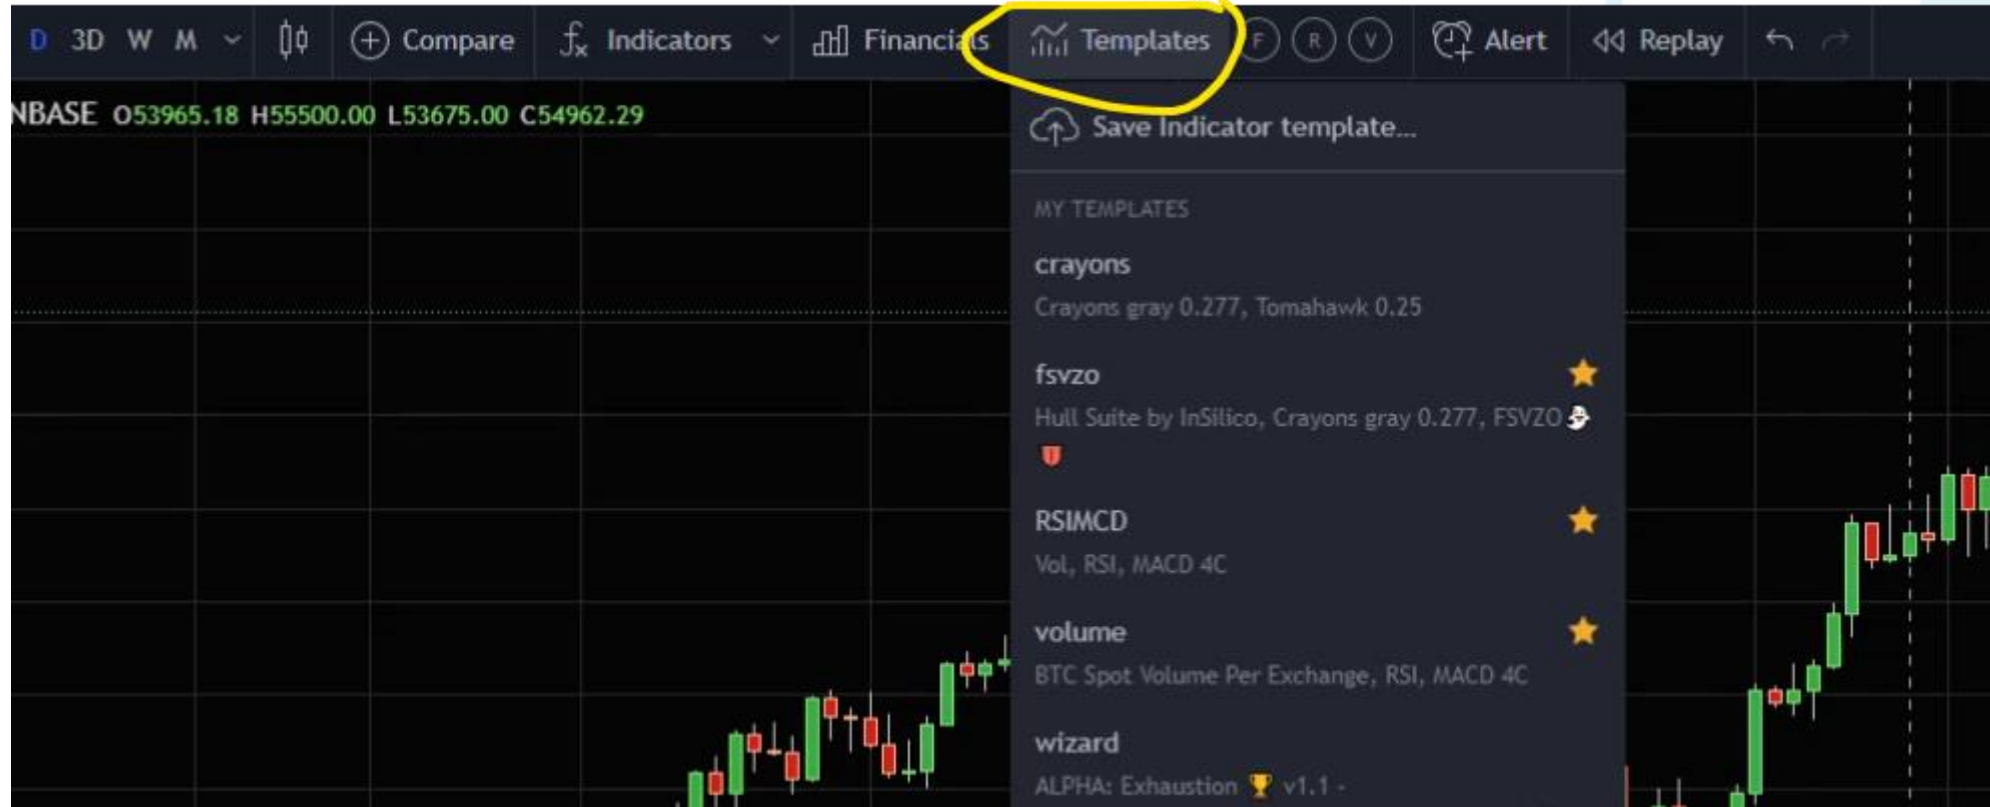 D 3D W M Compare fx Indicators Financials Templates F R V Alert Replay
NBASE O53965.18 H55500.00 L53675.00 C54962.29
Save Indicator template...
MY TEMPLATES
crayons
Crayons gray 0.277, Tomahawk 0.25
fsvzo
Hull Suite by InSilico, Crayons gray 0.277, FSVZO👻
👅
RSIMCD
Vol, RSI, MACD 4C
volume
BTC Spot Volume Per Exchange, RSI, MACD 4C
wizard
ALPHA: Exhaustion 🏆 v1.1 -